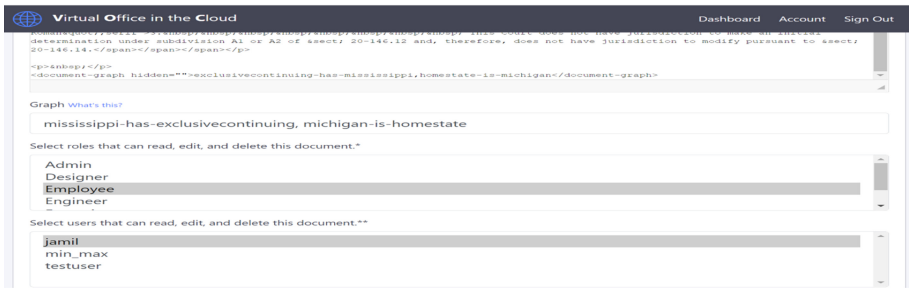 Virtual Office in the Cloud
Dashboard Account Sign Out
determination under subdivision A1 or A2 of &sect; 20-146.12 and, therefore, does not have jurisdiction to modify pursuant to &sect;
20-146.14.</span></span></span></p>
<p>&nbsp;</p>
<document-graph hidden="">exclusivecontinuing-has-mississippi,homestate-is-michigan</document-graph>
Graph What's this?
mississippi-has-exclusivecontinuing, michigan-is-homestate
Select roles that can read, edit, and delete this document.*
Admin
Designer
Employee
Engineer
Select users that can read, edit, and delete this document.**
jamil
min_max
testuser